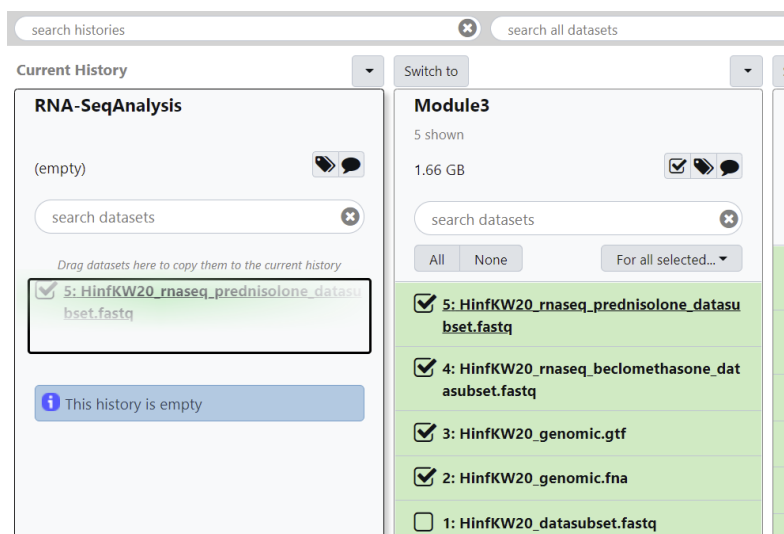 search histories
search all datasets
Current History
Switch to
RNA-SeqAnalysis
(empty)
search datasets
Drag datasets here to copy them to the current history
5: HinfKW20_rnaseq_prednisolone_datasu
bset.fastq
This history is empty
Module3
5 shown
1.66 GB
search datasets
All
None
For all selected...
5: HinfKW20_rnaseq_prednisolone_datasu
bset.fastq
4: HinfKW20_rnaseq_beclomethasone_dat
asubset.fastq
3: HinfKW20_genomic.gtf
2: HinfKW20_genomic.fna
1: HinfKW20_datasubset.fastq